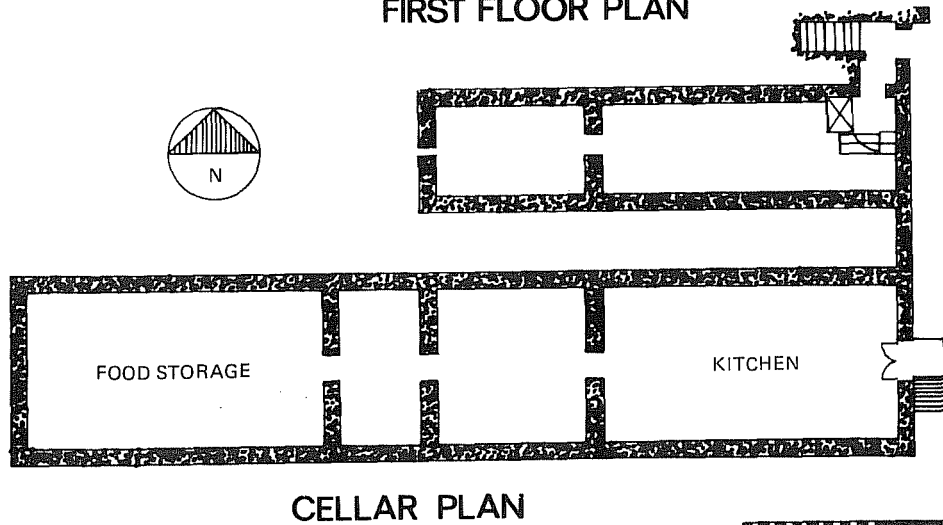 FIRST FLOOR PLAN
N
FOOD STORAGE
KITCHEN
CELLAR PLAN